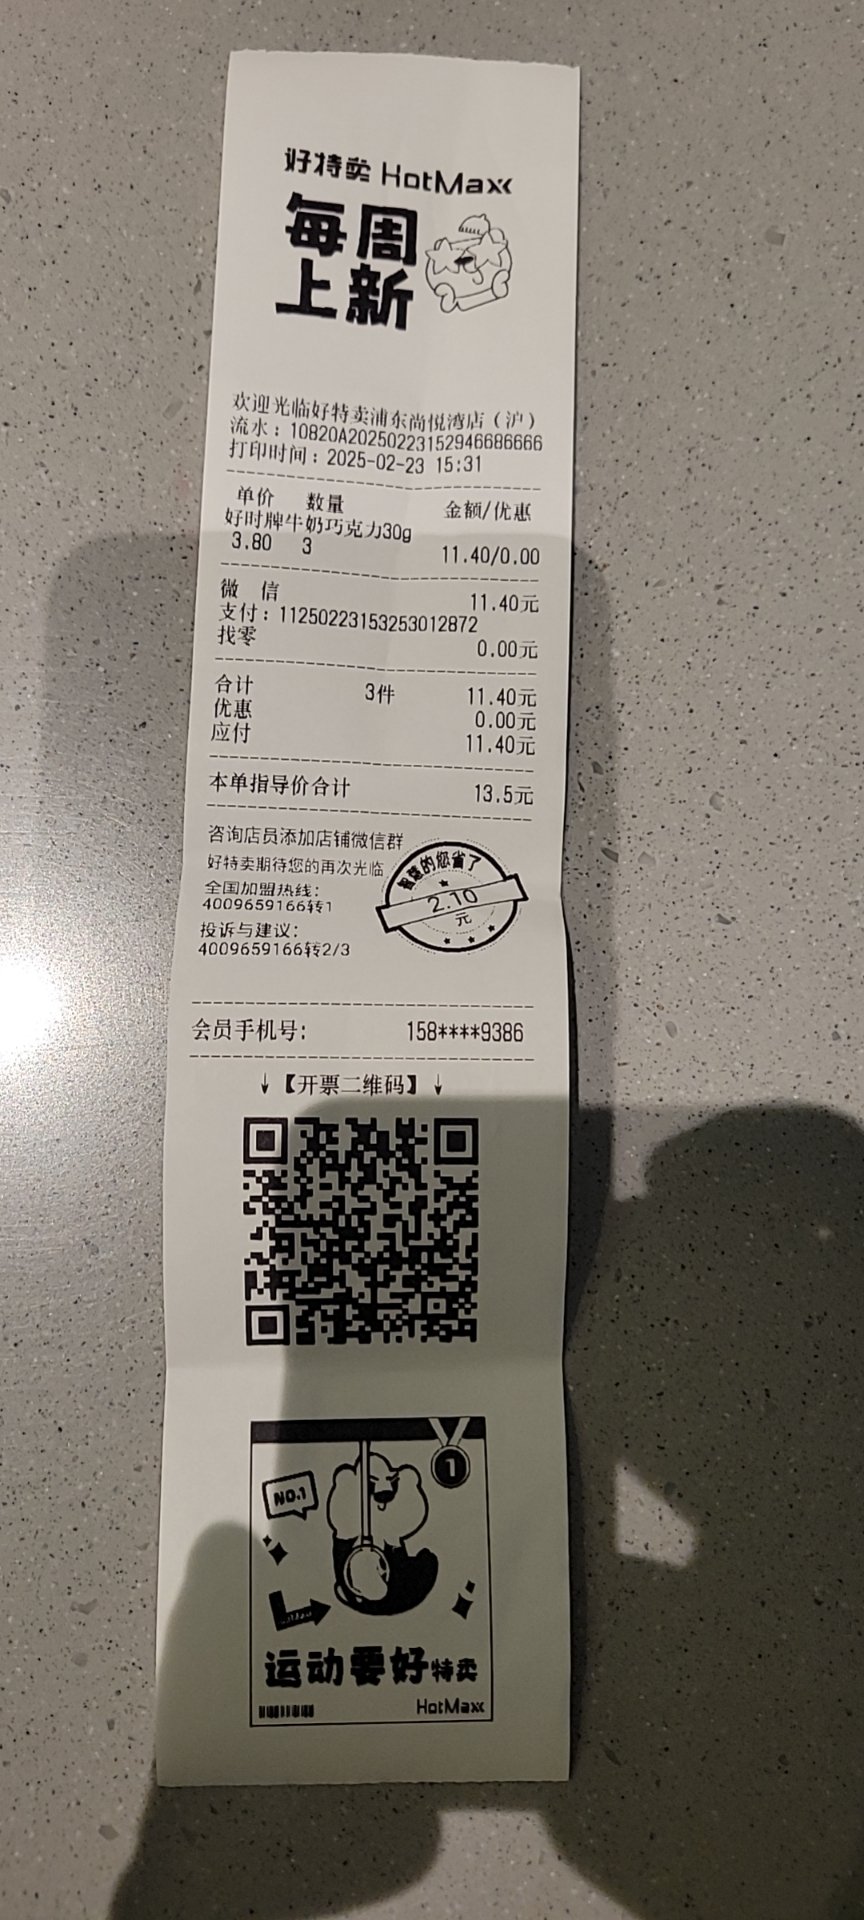 好特卖 HotMaxx
每周
上新
欢迎光临好特卖浦东尚悦湾店（沪）
流水：10820A202502231529466866​66
打印时间：2025-02-23 15:31
单价 数量 金额/优惠
好时牌牛奶巧克力30g
3.80 3 11.40/0.00
微 信 11.40元
支付：11250223153253012872
找零 0.00元
合计 3件 11.40元
优惠 0.00元
应付 11.40元
本单指导价合计 13.5元
咨询店员添加店铺微信群
好特卖期待您的再次光临
全国加盟热线：
4009659166转1
投诉与建议：
4009659166转2/3
智慧的您省了
2.10
元
会员手机号： 158****9386
↓【开票二维码】↓
1
NO.1
运动要好特卖
HotMaxx